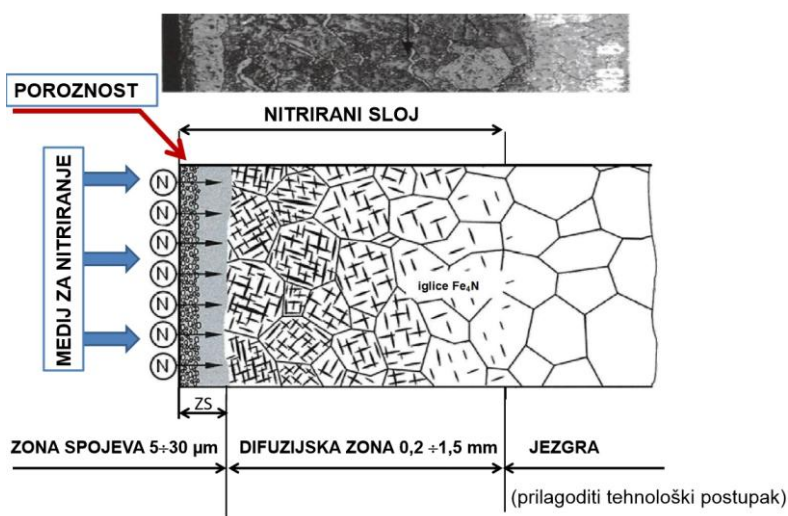 POROZNOST
NITRIRANI SLOJ
MEDIJ ZA NITRIRANJE
N
N
N
N
N
N
N
iglice Fe₄N
ZS
ZONA SPOJEVA 5÷30 µm
DIFUZIJSKA ZONA 0,2 ÷1,5 mm
JEZGRA
(prilagoditi tehnološki postupak)